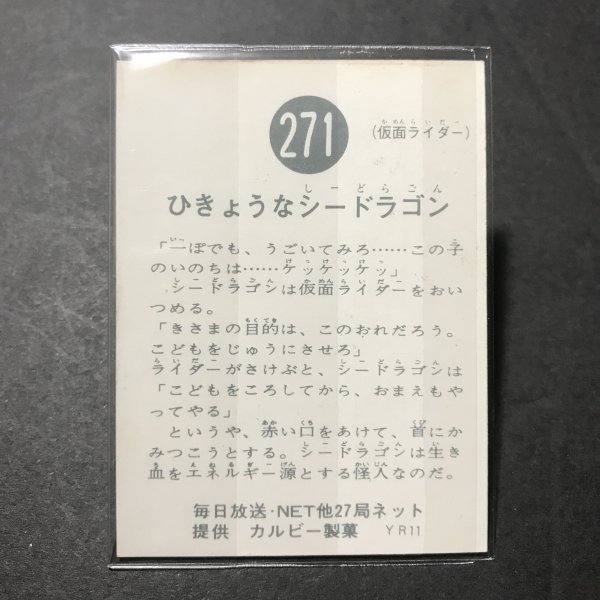 271
(仮面ライダー)
ひきょうなシードラゴン
「一ぽでも、うごいてみろ……この子
のいのちは……ケッケッケッ」
シードラゴンは仮面ライダーをおい
つめる。
「きさまの目的は、このおれだろう。
こどもをじゅうにさせろ」
ライダーがさけぶと、シードラゴンは
「こどもをころしてから、おまえもや
ってやる」
というや、赤い口をあけて、首にか
みつこうとする。シードラゴンは生き
血をエネルギー源とする怪人なのだ。
毎日放送・NET他27局ネット
提供 カルビー製菓 YR11